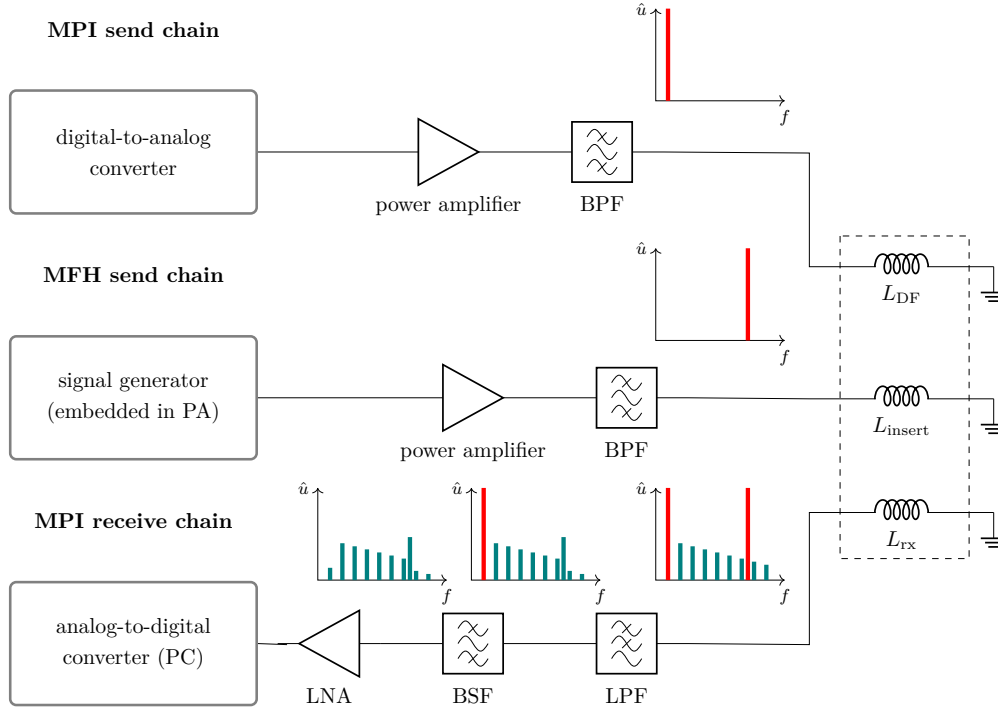 MPI send chain
û
f
digital-to-analog
converter
power amplifier
BPF
MFH send chain
û
f
L_DF
signal generator
(embedded in PA)
power amplifier
BPF
L_insert
MPI receive chain
û
f
û
f
û
f
L_rx
analog-to-digital
converter (PC)
LNA
BSF
LPF